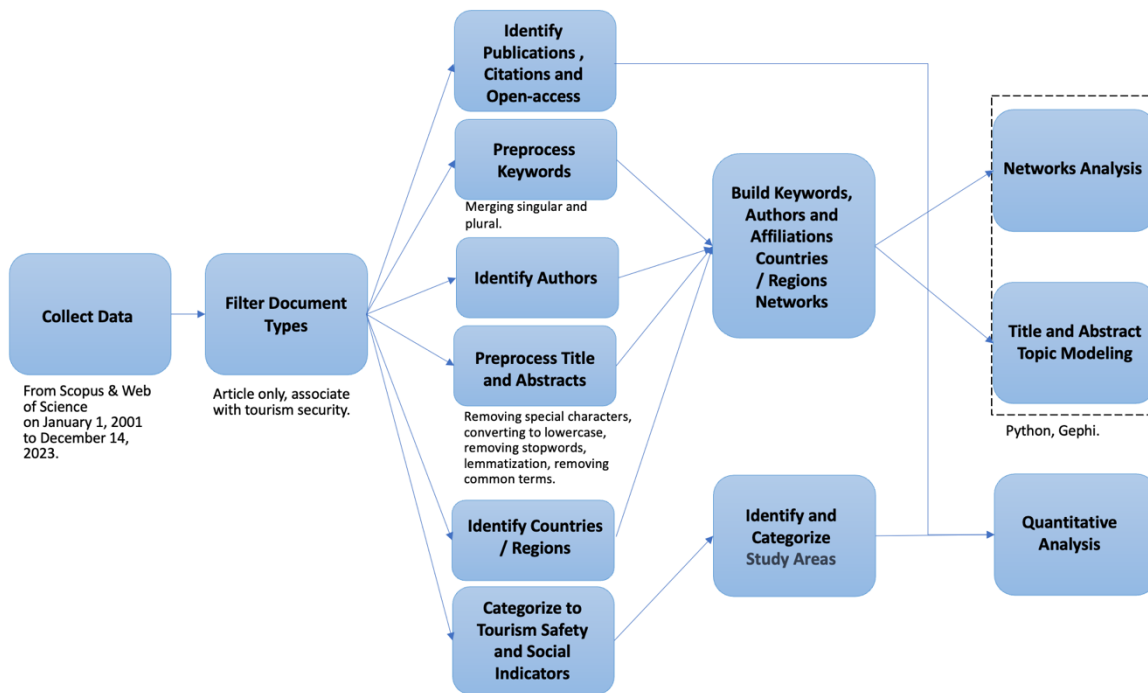 Collect Data
From Scopus & Web
of Science
on January 1, 2001
to December 14,
2023.
Filter Document
Types
Article only, associate
with tourism security.
Identify
Publications ,
Citations and
Open-access
Preprocess
Keywords
Merging singular and
plural.
Identify Authors
Preprocess Title
and Abstracts
Removing special characters,
converting to lowercase,
removing stopwords,
lemmatization, removing
common terms.
Identify Countries
/ Regions
Categorize to
Tourism Safety
and Social
Indicators
Build Keywords,
Authors and
Affiliations
Countries
/ Regions
Networks
Identify and
Categorize
Study Areas
Networks Analysis
Title and Abstract
Topic Modeling
Python, Gephi.
Quantitative
Analysis